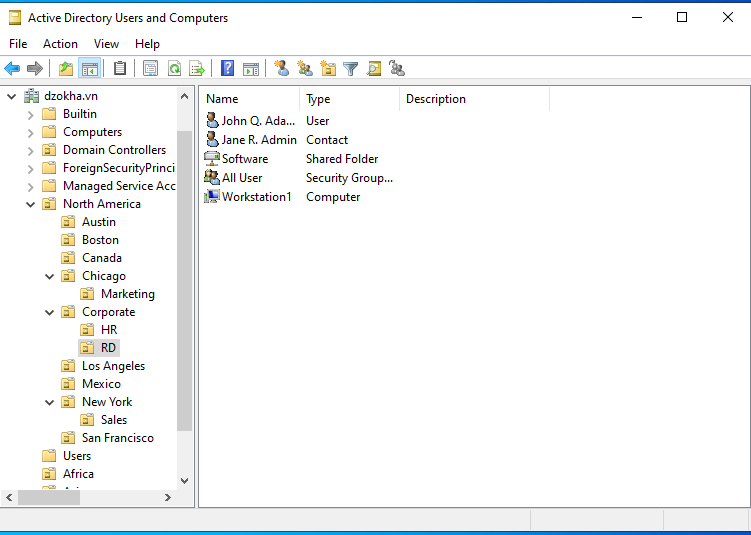 Active Directory Users and Computers
File Action View Help
dzokha.vn
Builtin
Computers
Domain Controllers
ForeignSecurityPrinci
Managed Service Acc
North America
Austin
Boston
Canada
Chicago
Marketing
Corporate
HR
RD
Los Angeles
Mexico
New York
Sales
San Francisco
Users
Africa
Name Type Description
John Q. Ada... User
Jane R. Admin Contact
Software Shared Folder
All User Security Group...
Workstation1 Computer